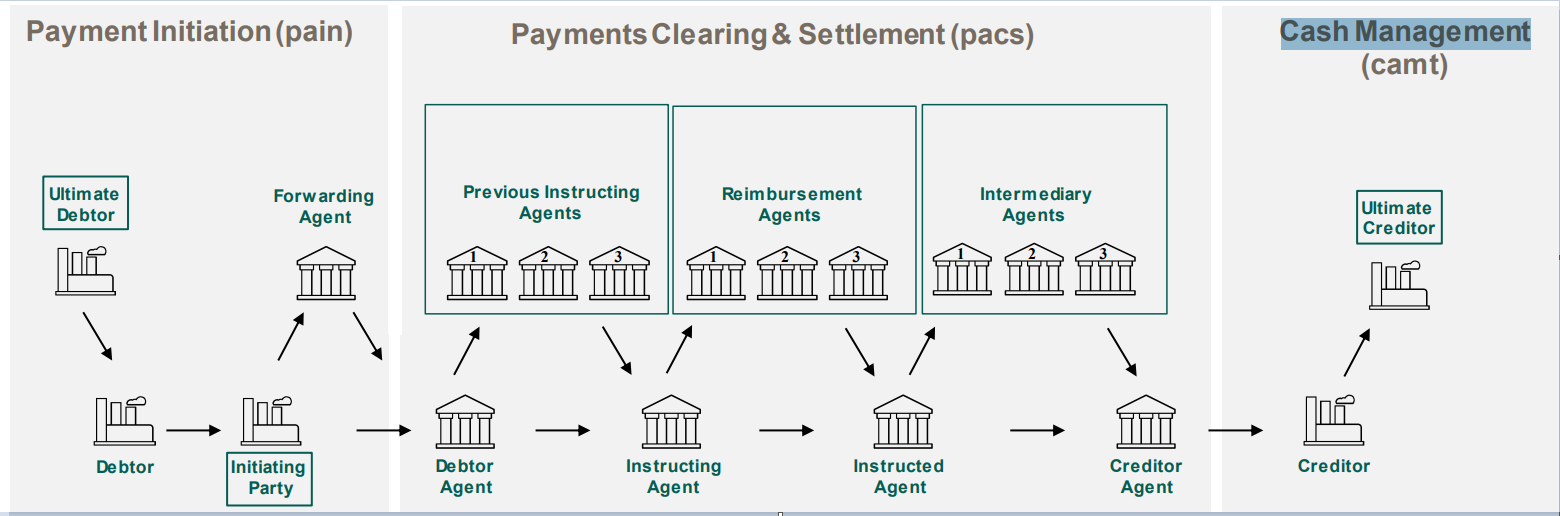 Payment Initiation (pain)
Payments Clearing & Settlement (pacs)
Cash Management
(camt)
Ultimate
Debtor
Forwarding
Agent
Previous Instructing
Agents
1 2 3
Reimbursement
Agents
1 2 3
Intermediary
Agents
1 2 3
Ultimate
Creditor
Debtor
Initiating
Party
Debtor
Agent
Instructing
Agent
Instructed
Agent
Creditor
Agent
Creditor